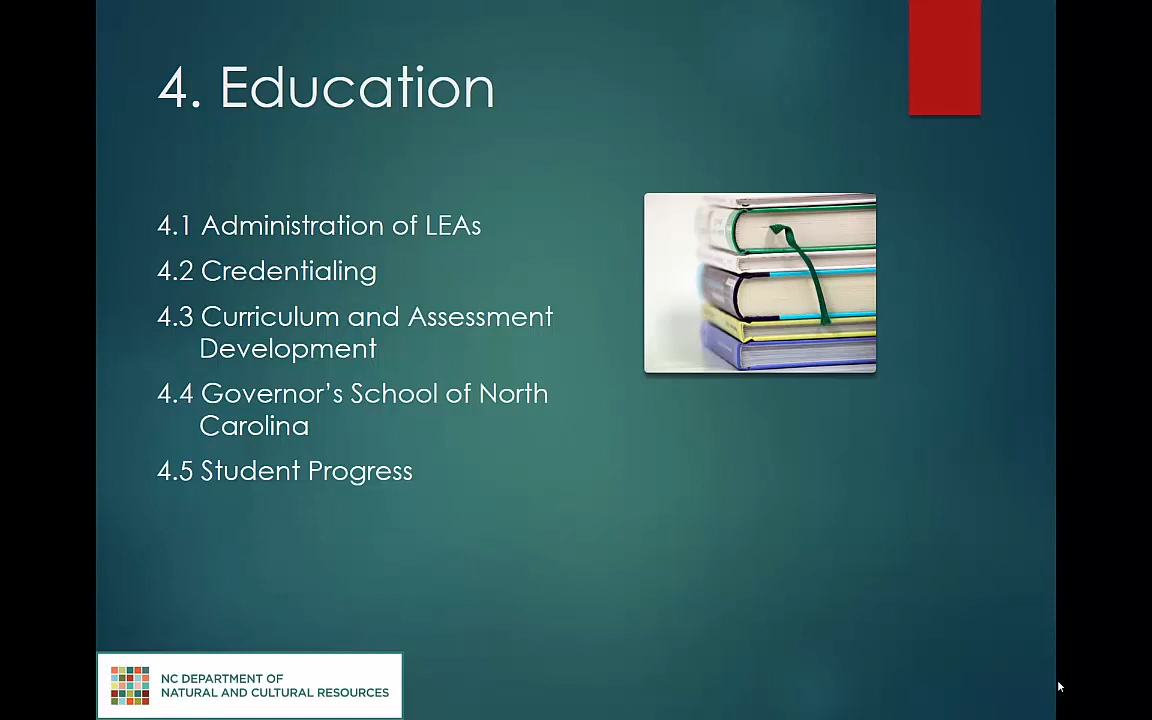 4. Education
4.1 Administration of LEAs
4.2 Credentialing
4.3 Curriculum and Assessment
Development
4.4 Governor’s School of North
Carolina
4.5 Student Progress
NC DEPARTMENT OF
NATURAL AND CULTURAL RESOURCES